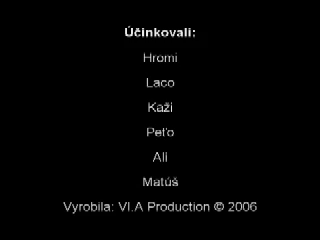 Účinkovali:
Hromi
Laco
Kaži
Peťo
Ali
Matúš
Vyrobila: VI.A Production © 2006